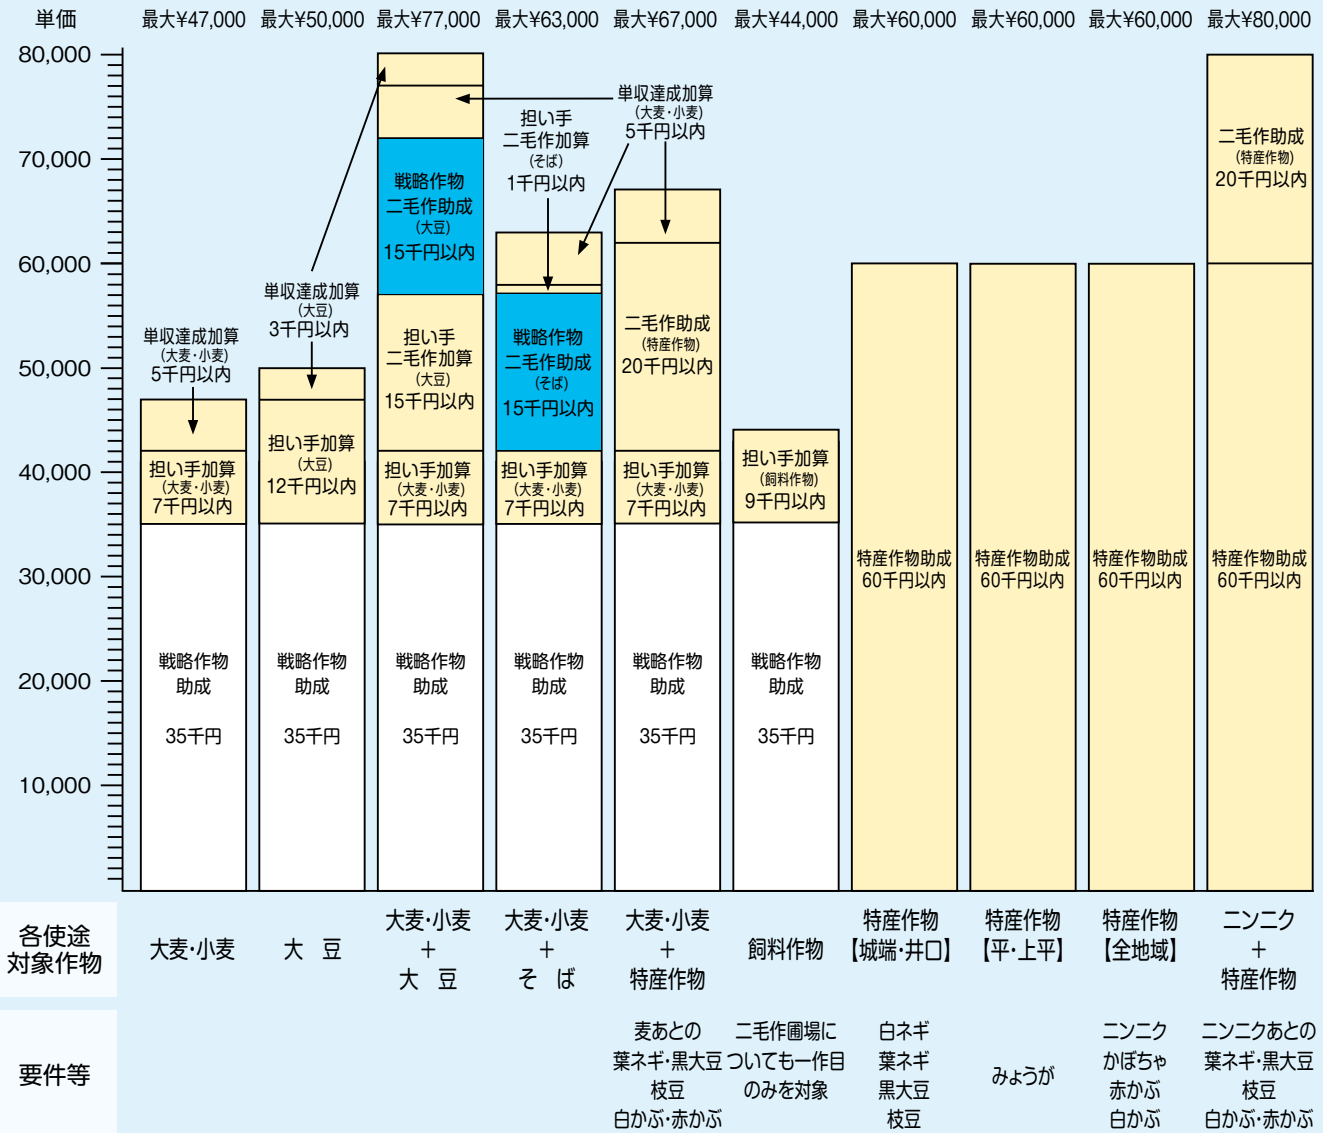 単価
最大¥47,000
最大¥50,000
最大¥77,000
最大¥63,000
最大¥67,000
最大¥44,000
最大¥60,000
最大¥60,000
最大¥60,000
最大¥80,000
80,000
70,000
60,000
50,000
40,000
30,000
20,000
10,000
単収達成加算
(大麦・小麦)
5千円以内
担い手加算
(大麦・小麦)
7千円以内
戦略作物
助成
35千円
単収達成加算
(大豆)
3千円以内
担い手加算
(大豆)
12千円以内
戦略作物
助成
35千円
戦略作物
二毛作助成
(大豆)
15千円以内
担い手
二毛作加算
(大豆)
15千円以内
担い手加算
(大麦・小麦)
7千円以内
戦略作物
助成
35千円
担い手
二毛作加算
(そば)
1千円以内
戦略作物
二毛作助成
(そば)
15千円以内
担い手加算
(大麦・小麦)
7千円以内
戦略作物
助成
35千円
単収達成加算
(大麦・小麦)
5千円以内
二毛作助成
(特産作物)
20千円以内
担い手加算
(大麦・小麦)
7千円以内
戦略作物
助成
35千円
担い手加算
(飼料作物)
9千円以内
戦略作物
助成
35千円
特産作物助成
60千円以内
特産作物助成
60千円以内
特産作物助成
60千円以内
二毛作助成
(特産作物)
20千円以内
特産作物助成
60千円以内
各使途
対象作物
大麦・小麦
大　豆
大麦・小麦
+
大　豆
大麦・小麦
+
そ　ば
大麦・小麦
+
特産作物
飼料作物
特産作物
【城端・井口】
特産作物
【平・上平】
特産作物
【全地域】
ニンニク
+
特産作物
要件等
麦あとの
葉ネギ・黒大豆
枝豆
白かぶ・赤かぶ
二毛作圃場に
ついても一作目
のみを対象
白ネギ
葉ネギ
黒大豆
枝豆
みょうが
ニンニク
かぼちゃ
赤かぶ
白かぶ
ニンニクあとの
葉ネギ・黒大豆
枝豆
白かぶ・赤かぶ